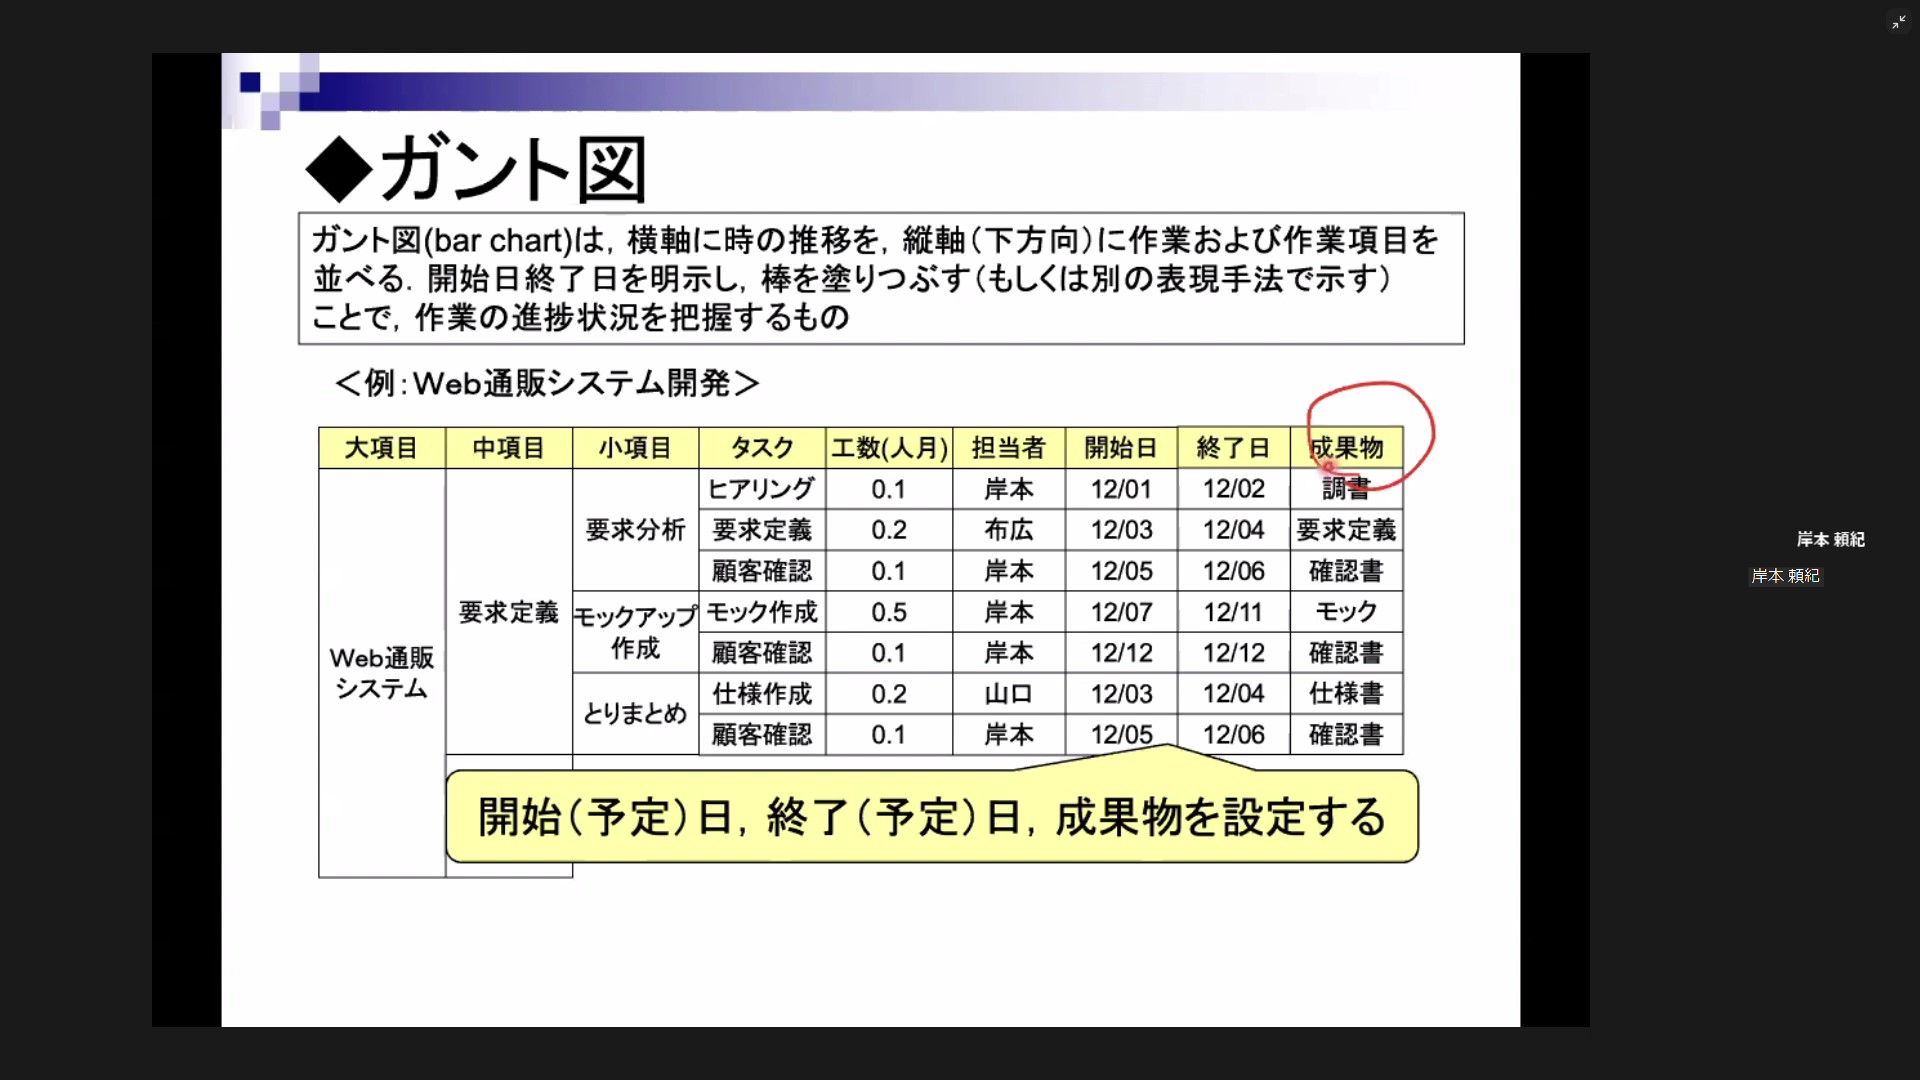 ◆ガント図
ガント図(bar chart)は，横軸に時の推移を，縦軸（下方向）に作業および作業項目を
並べる．開始日終了日を明示し，棒を塗りつぶす（もしくは別の表現手法で示す）
ことで，作業の進捗状況を把握するもの
＜例：Web通販システム開発＞
大項目 中項目 小項目 タスク 工数(人月) 担当者 開始日 終了日 成果物
Web通販
システム
要求定義
要求分析
ヒアリング 0.1 岸本 12/01 12/02 調書
要求定義 0.2 布広 12/03 12/04 要求定義
顧客確認 0.1 岸本 12/05 12/06 確認書
モックアップ
作成
モック作成 0.5 岸本 12/07 12/11 モック
顧客確認 0.1 岸本 12/12 12/12 確認書
とりまとめ
仕様作成 0.2 山口 12/03 12/04 仕様書
顧客確認 0.1 岸本 12/05 12/06 確認書
開始（予定）日，終了（予定）日，成果物を設定する
岸本 頼紀
岸本 頼紀